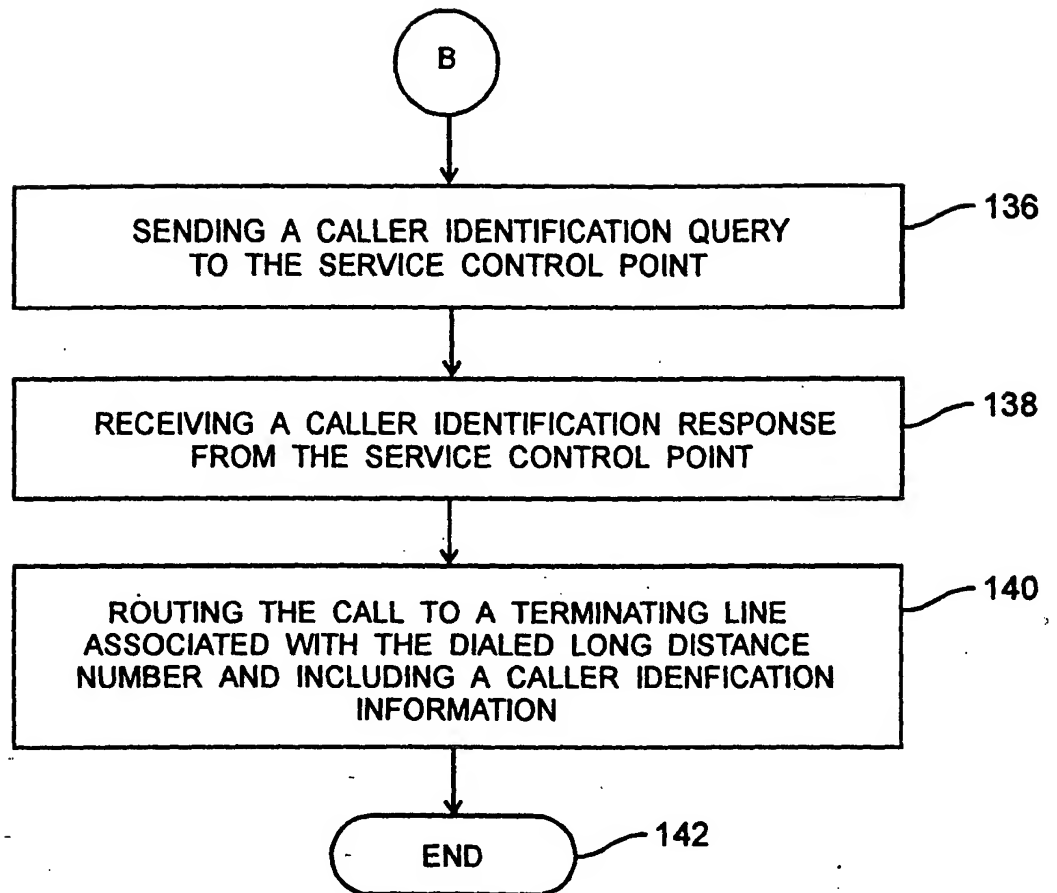 B
SENDING A CALLER IDENTIFICATION QUERY
TO THE SERVICE CONTROL POINT
136
RECEIVING A CALLER IDENTIFICATION RESPONSE
FROM THE SERVICE CONTROL POINT
138
ROUTING THE CALL TO A TERMINATING LINE
ASSOCIATED WITH THE DIALED LONG DISTANCE
NUMBER AND INCLUDING A CALLER IDENFICATION
INFORMATION
140
END
142